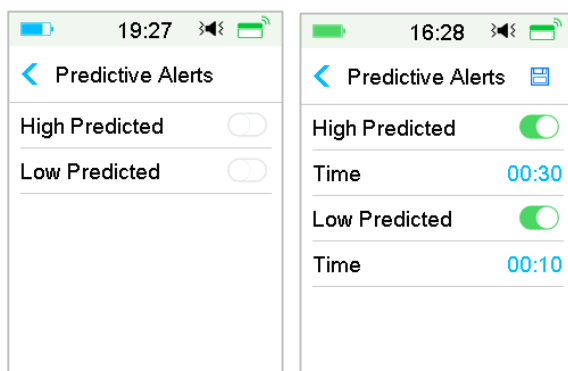 19:27
Predictive Alerts
High Predicted
Low Predicted
16:28
Predictive Alerts
High Predicted
Time 00:30
Low Predicted
Time 00:10